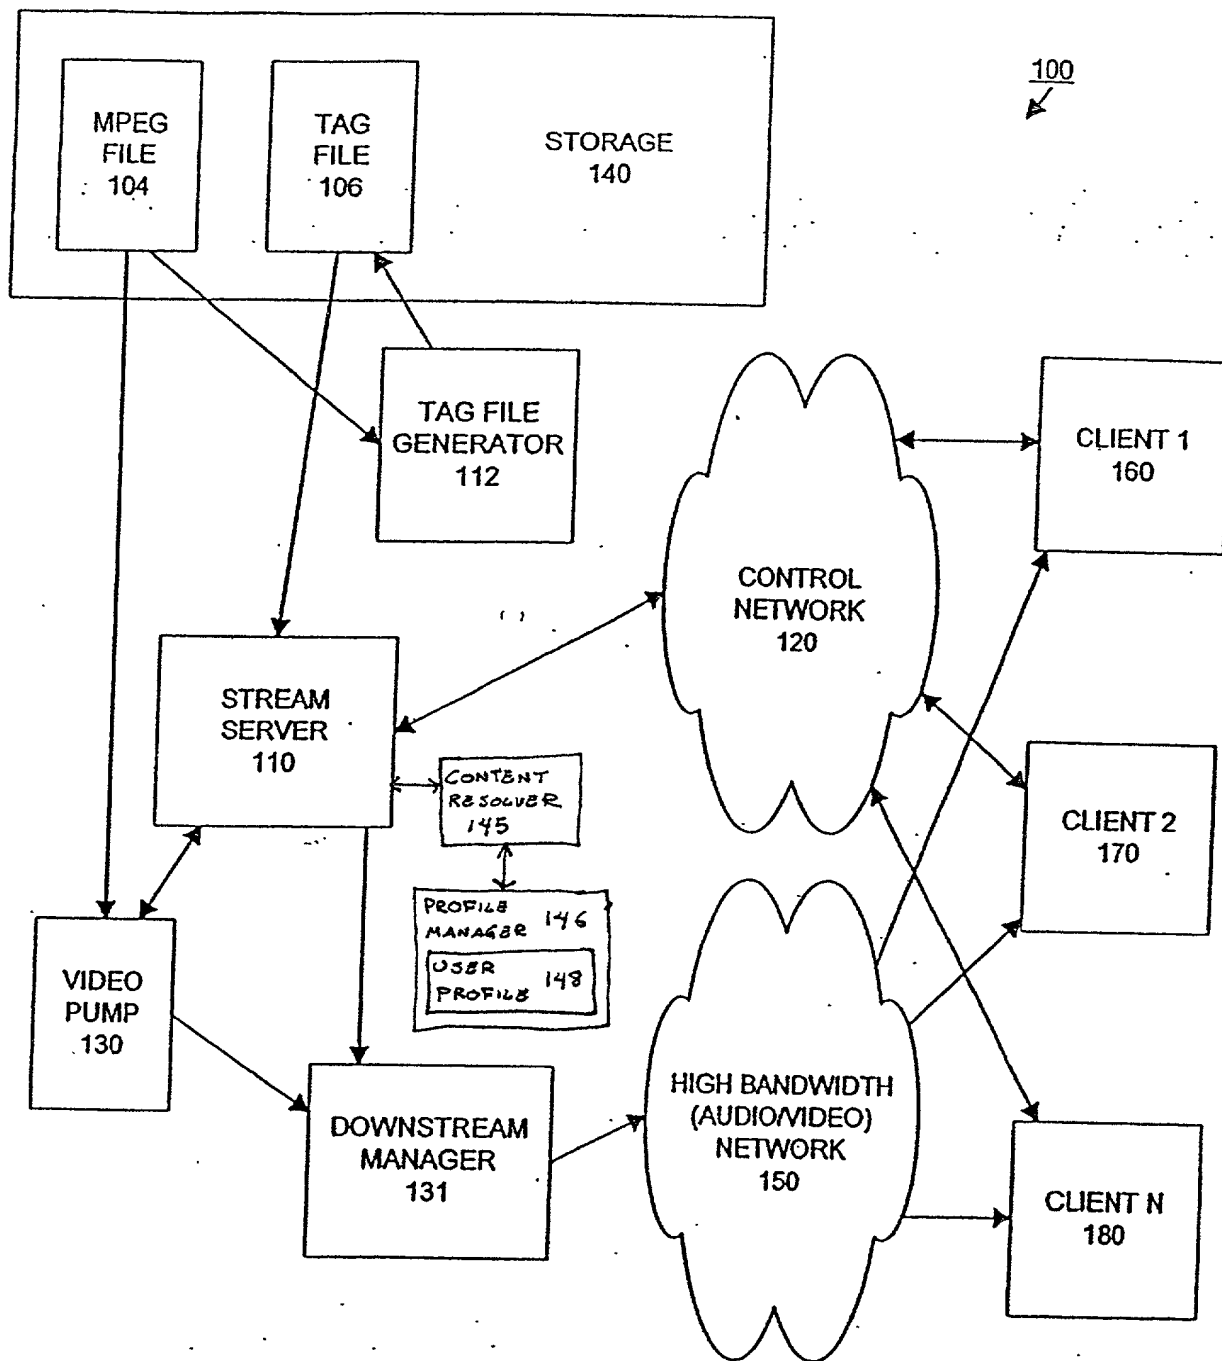 100
MPEG
FILE
104
TAG
FILE
106
STORAGE
140
TAG FILE
GENERATOR
112
CLIENT 1
160
CONTROL
NETWORK
120
STREAM
SERVER
110
CONTENT
RESOLVER
145
CLIENT 2
170
PROFILE
MANAGER 146
USER
PROFILE 148
VIDEO
PUMP
130
HIGH BANDWIDTH
(AUDIO/VIDEO)
NETWORK
150
DOWNSTREAM
MANAGER
131
CLIENT N
180